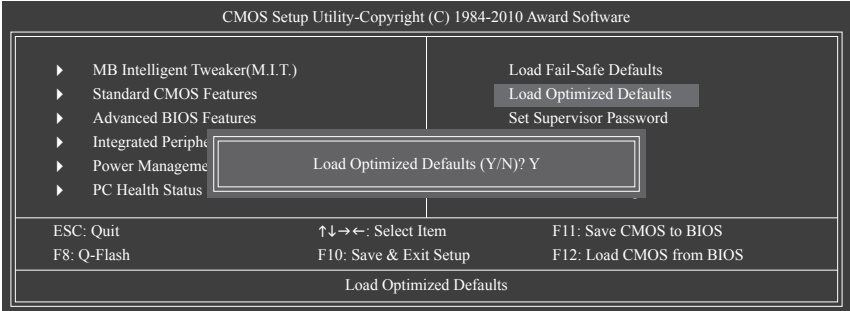 CMOS Setup Utility-Copyright (C) 1984-2010 Award Software
MB Intelligent Tweaker(M.I.T.)
Standard CMOS Features
Advanced BIOS Features
Integrated Periphe
Power Manageme
PC Health Status
Load Fail-Safe Defaults
Load Optimized Defaults
Set Supervisor Password
Load Optimized Defaults (Y/N)? Y
ESC: Quit ↑↓→←: Select Item F11: Save CMOS to BIOS
F8: Q-Flash F10: Save & Exit Setup F12: Load CMOS from BIOS
Load Optimized Defaults